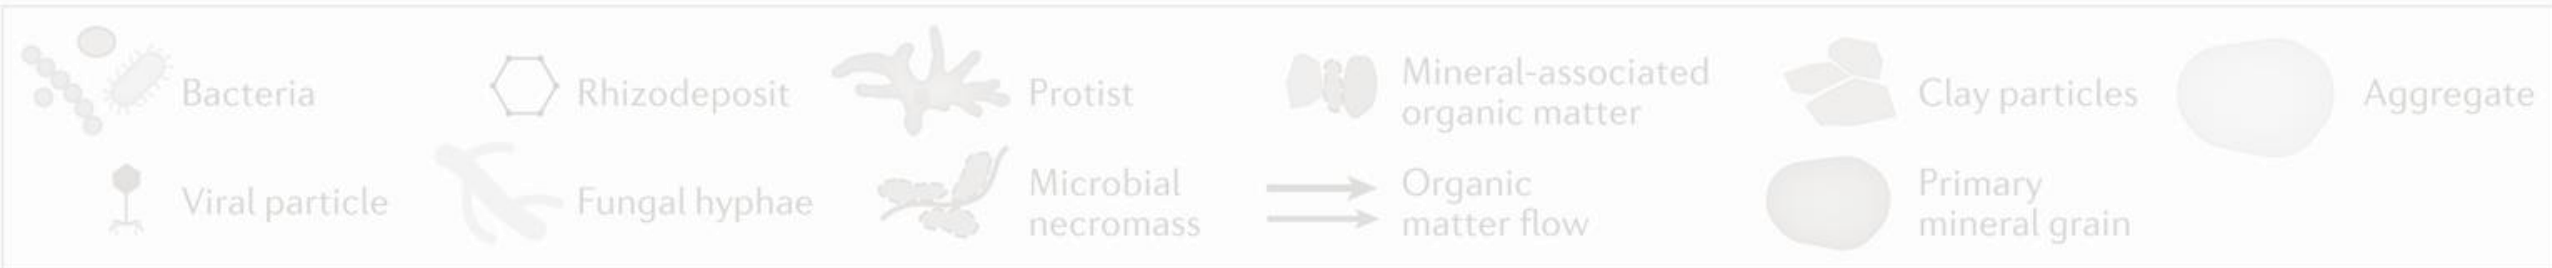 Bacteria
Rhizodeposit
Protist
Mineral-associated
organic matter
Clay particles
Aggregate
Viral particle
Fungal hyphae
Microbial
necromass
Organic
matter flow
Primary
mineral grain